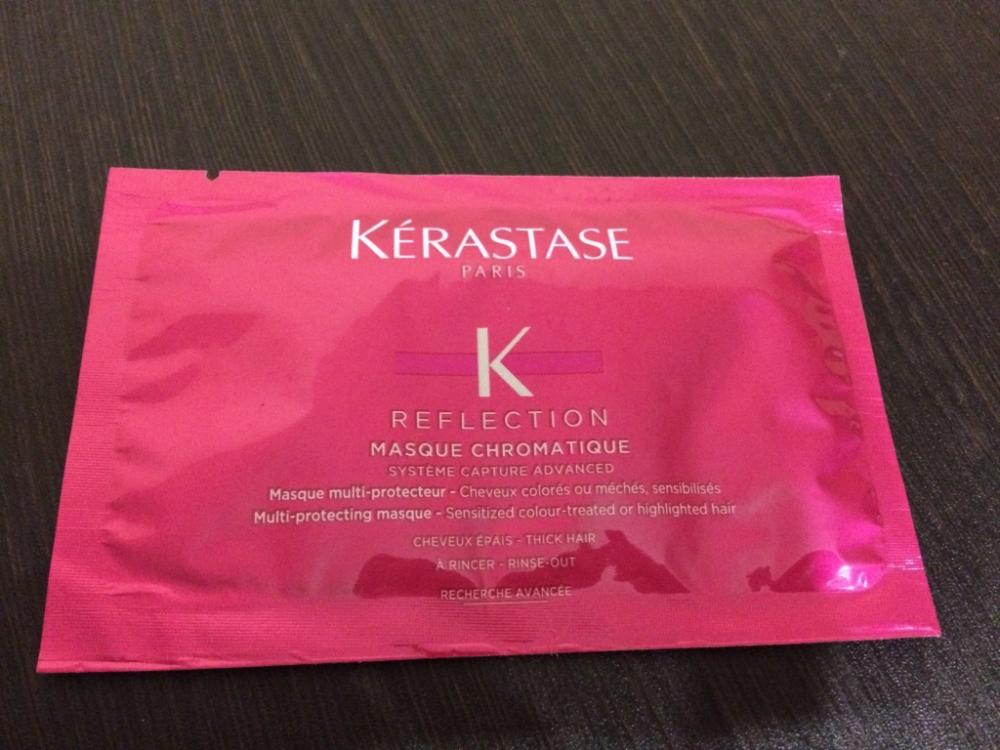 KÉRASTASE
PARIS
K
REFLECTION
MASQUE CHROMATIQUE
SYSTÈME CAPTURE ADVANCED
Masque multi-protecteur - Cheveux colorés ou méchés, sensibilisés
Multi-protecting masque - Sensitized colour-treated or highlighted hair
CHEVEUX ÉPAIS - THICK HAIR
À RINCER - RINSE-OUT
RECHERCHE AVANCÉE